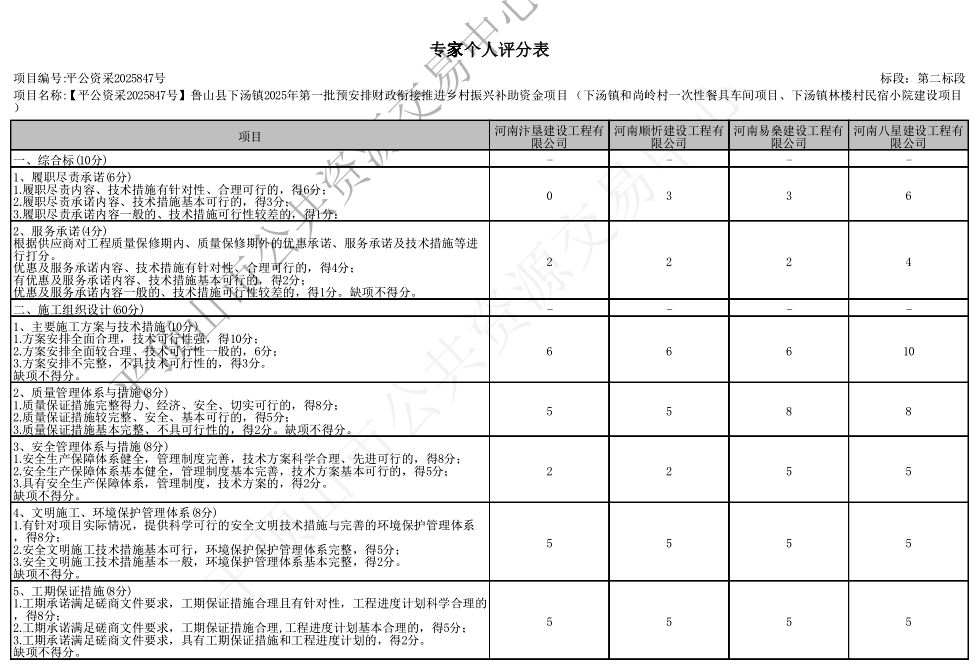 专家个人评分表
项目编号:平公资采2025847号
标段：第二标段
项目名称:【平公资采2025847号】鲁山县下汤镇2025年第一批预安排财政衔接推进乡村振兴补助资金项目（下汤镇和尚岭村一次性餐具车间项目、下汤镇林楼村民宿小院建设项目
）
项目
河南汴垦建设工程有
限公司
河南顺忻建设工程有
限公司
河南易燊建设工程有
限公司
河南八星建设工程有
限公司
一、综合标(10分)
-
-
-
-
1、履职尽责承诺(6分)
1.履职尽责内容、技术措施有针对性、合理可行的，得6分；
2.履职尽责承诺内容、技术措施基本可行的，得3分；
3.履职尽责承诺内容一般的、技术措施可行性较差的，得1分；
0
3
3
6
2、服务承诺(4分)
根据供应商对工程质量保修期内、质量保修期外的优惠承诺、服务承诺及技术措施等进
行打分。
优惠及服务承诺内容、技术措施有针对性、合理可行的，得4分；
有优惠及服务承诺内容、技术措施基本可行的，得2分；
优惠及服务承诺内容一般的、技术措施可行性较差的，得1分。缺项不得分。
2
2
2
4
二、施工组织设计(60分)
-
-
-
-
1、主要施工方案与技术措施(10分)
1.方案安排全面合理，技术可行性强，得10分；
2.方案安排全面较合理、技术可行性一般的，6分；
3.方案安排不完整，不具技术可行性的，得3分。
缺项不得分。
6
6
6
10
2、质量管理体系与措施(8分)
1.质量保证措施完整得力、经济、安全、切实可行的，得8分；
2.质量保证措施较完整、安全、基本可行的，得5分；
3.质量保证措施基本完整、不具可行性的，得2分。缺项不得分。
5
5
8
8
3、安全管理体系与措施(8分)
1.安全生产保障体系健全，管理制度完善，技术方案科学合理、先进可行的，得8分；
2.安全生产保障体系基本健全，管理制度基本完善，技术方案基本可行的，得5分；
3.具有安全生产保障体系，管理制度，技术方案的，得2分。
缺项不得分。
2
2
5
5
4、文明施工、环境保护管理体系(8分)
1.有针对项目实际情况，提供科学可行的安全文明技术措施与完善的环境保护管理体系
，得8分；
2.安全文明施工技术措施基本可行，环境保护保护管理体系完整，得5分；
3.安全文明施工技术措施基本一般，环境保护管理体系基本完整，得2分。
缺项不得分。
5
5
5
5
5、工期保证措施(8分)
1.工期承诺满足磋商文件要求，工期保证措施合理且有针对性，工程进度计划科学合理的
，得8分；
2.工期承诺满足磋商文件要求，工期保证措施合理,工程进度计划基本合理的，得5分；
3.工期承诺满足磋商文件要求，具有工期保证措施和工程进度计划的，得2分。
缺项不得分。
5
5
5
5
平顶山市公共资源交易中心
平顶山市公共资源交易中心